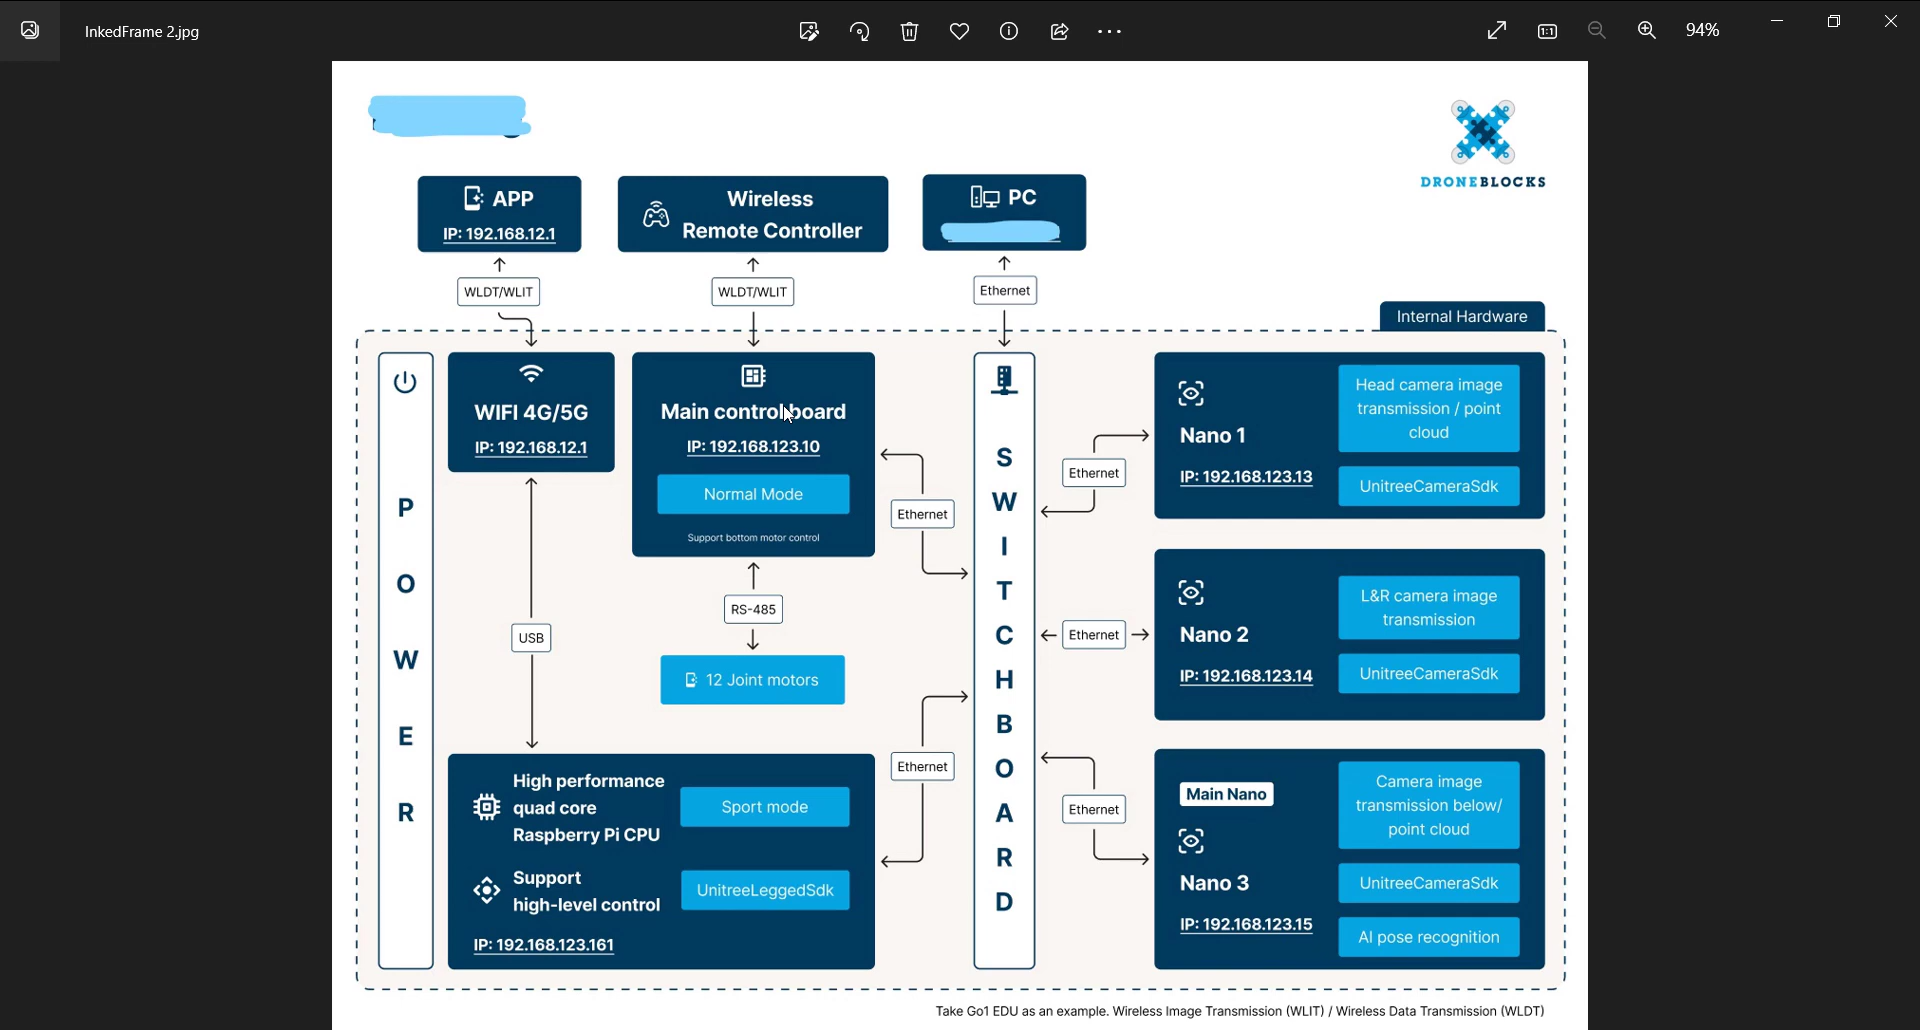 InkedFrame 2.jpg
94%
DRONEBLOCKS
APP
IP: 192.168.12.1
Wireless
Remote Controller
PC
WLDT/WLIT
WLDT/WLIT
Ethernet
Internal Hardware
POWER
WIFI 4G/5G
IP: 192.168.12.1
USB
Main control board
IP: 192.168.123.10
Normal Mode
Support bottom motor control
RS-485
12 Joint motors
High performance
quad core
Raspberry Pi CPU
Sport mode
Support
high-level control
UnitreeLeggedSdk
IP: 192.168.123.161
Ethernet
Ethernet
SWITCHBOARD
Ethernet
Ethernet
Ethernet
Nano 1
IP: 192.168.123.13
Head camera image
transmission / point
cloud
UnitreeCameraSdk
Nano 2
IP: 192.168.123.14
L&R camera image
transmission
UnitreeCameraSdk
Main Nano
Nano 3
IP: 192.168.123.15
Camera image
transmission below/
point cloud
UnitreeCameraSdk
AI pose recognition
Take Go1 EDU as an example. Wireless Image Transmission (WLIT) / Wireless Data Transmission (WLDT)